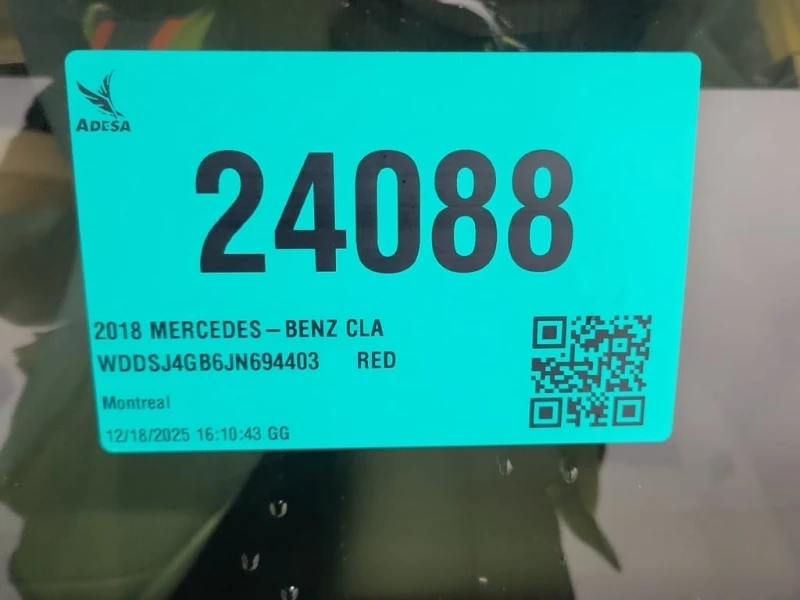 ADESA
24088
2018 MERCEDES-BENZ CLA
WDDSJ4GB6JN694403 RED
Montreal
12/18/2025 16:10:43 GG